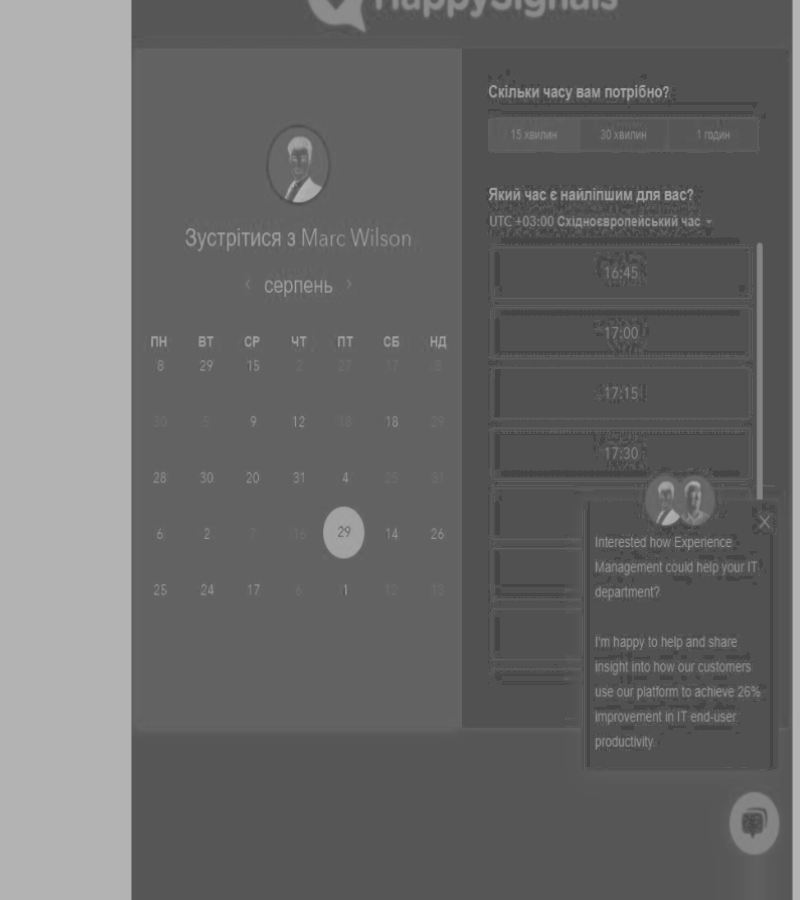 HappySignals
Зустрітися з Marc Wilson
серпень
ПН ВТ СР ЧТ ПТ СБ НД
8 29 15 2 27 17
30 5 9 12 18 18 29
28 30 20 31 4 25 31
6 2 7 16 29 14 26
25 24 17 6 1 12 13
Скільки часу вам потрібно?
15 хвилин 30 хвилин 1 годин
Який час є найліпшим для вас?
UTC +03:00 Східноєвропейський час
16:45
17:00
17:15
17:30
Interested how Experience
Management could help your IT
department?
I'm happy to help and share
insight into how our customers
use our platform to achieve 26%
improvement in IT end-user
productivity